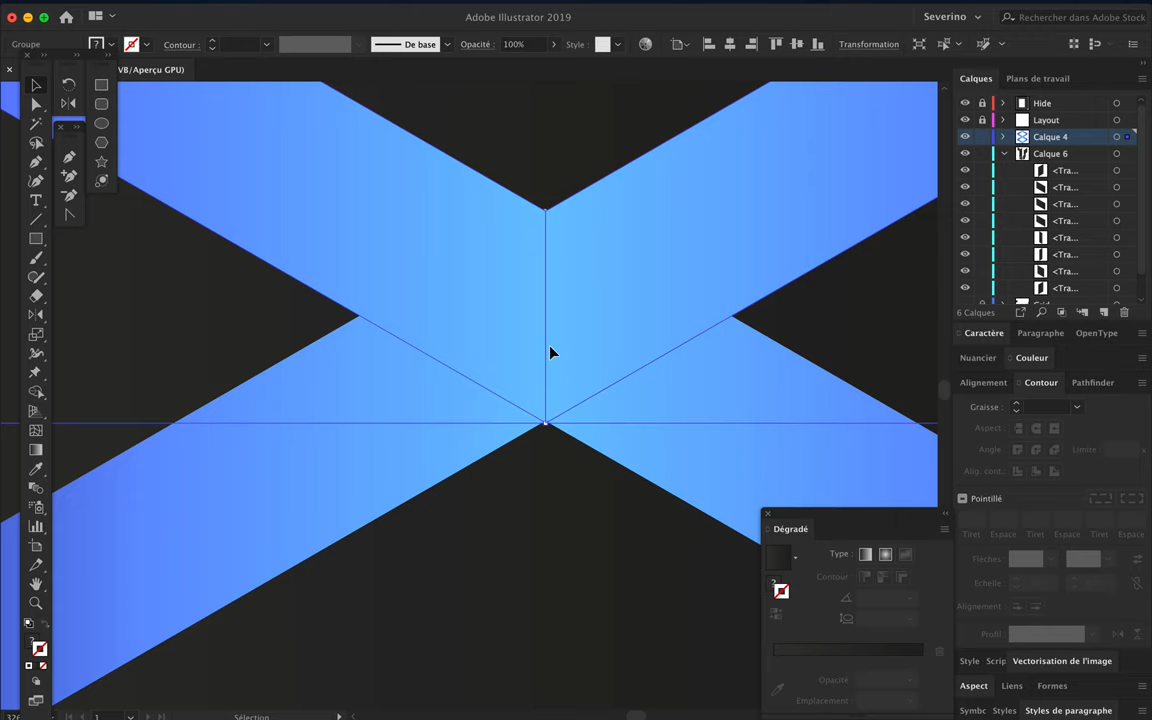 Adobe Illustrator 2019
Severino
Rechercher dans Adobe Stock
Groupe
?
Contour :
De base
Opacité :
100%
Style :
Transformation
VB/Aperçu GPU)
Calques
Plans de travail
Hide
Layout
Calque 4
Calque 6
<Tra...
<Tra...
<Tra...
<Tra...
<Tra...
<Tra...
<Tra...
<Tra...
6 Calques
Caractère
Paragraphe
OpenType
Nuancier
Couleur
Alignement
Contour
Pathfinder
Graisse :
Aspect :
Angle :
Limite :
Alig. cont.:
Pointillé
Tiret
Espace
Tiret
Espace
Tiret
Espace
Flèches :
Echelle :
Alignement :
Profil :
Style
Scrip
Vectorisation de l'image
Aspect
Liens
Formes
Symbc
Styles
Styles de paragraphe
Dégradé
Type :
Contour :
?
Opacité :
Emplacement :
1
Sélection